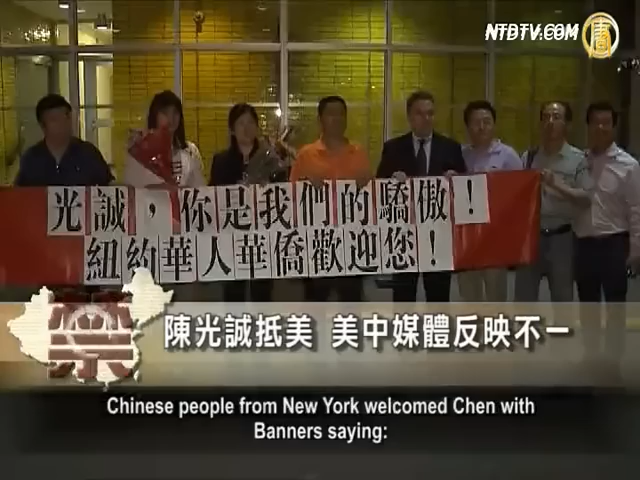 NTDTV.COM
光誠，你是我們的驕傲！
紐約華人華僑歡迎您！
禁
陳光誠抵美 美中媒體反映不一
Chinese people from New York welcomed Chen with
Banners saying: